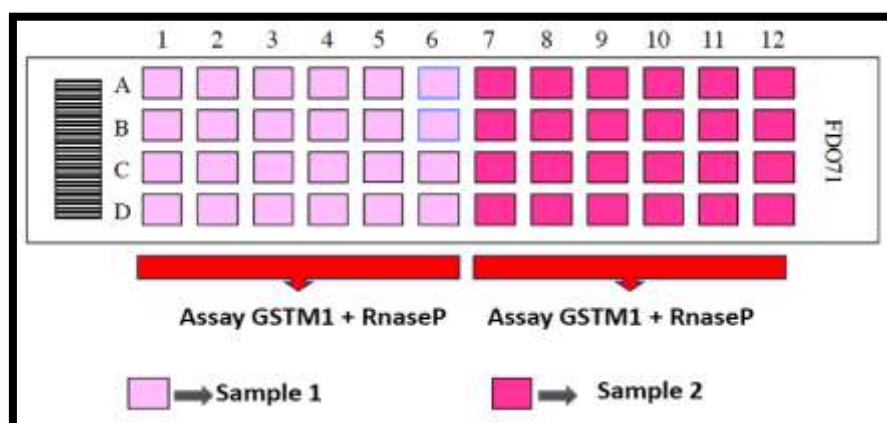 1 2 3 4 5 6 7 8 9 10 11 12
A
B
C
D
FDO71
Assay GSTM1 + RnaseP Assay GSTM1 + RnaseP
Sample 1 Sample 2